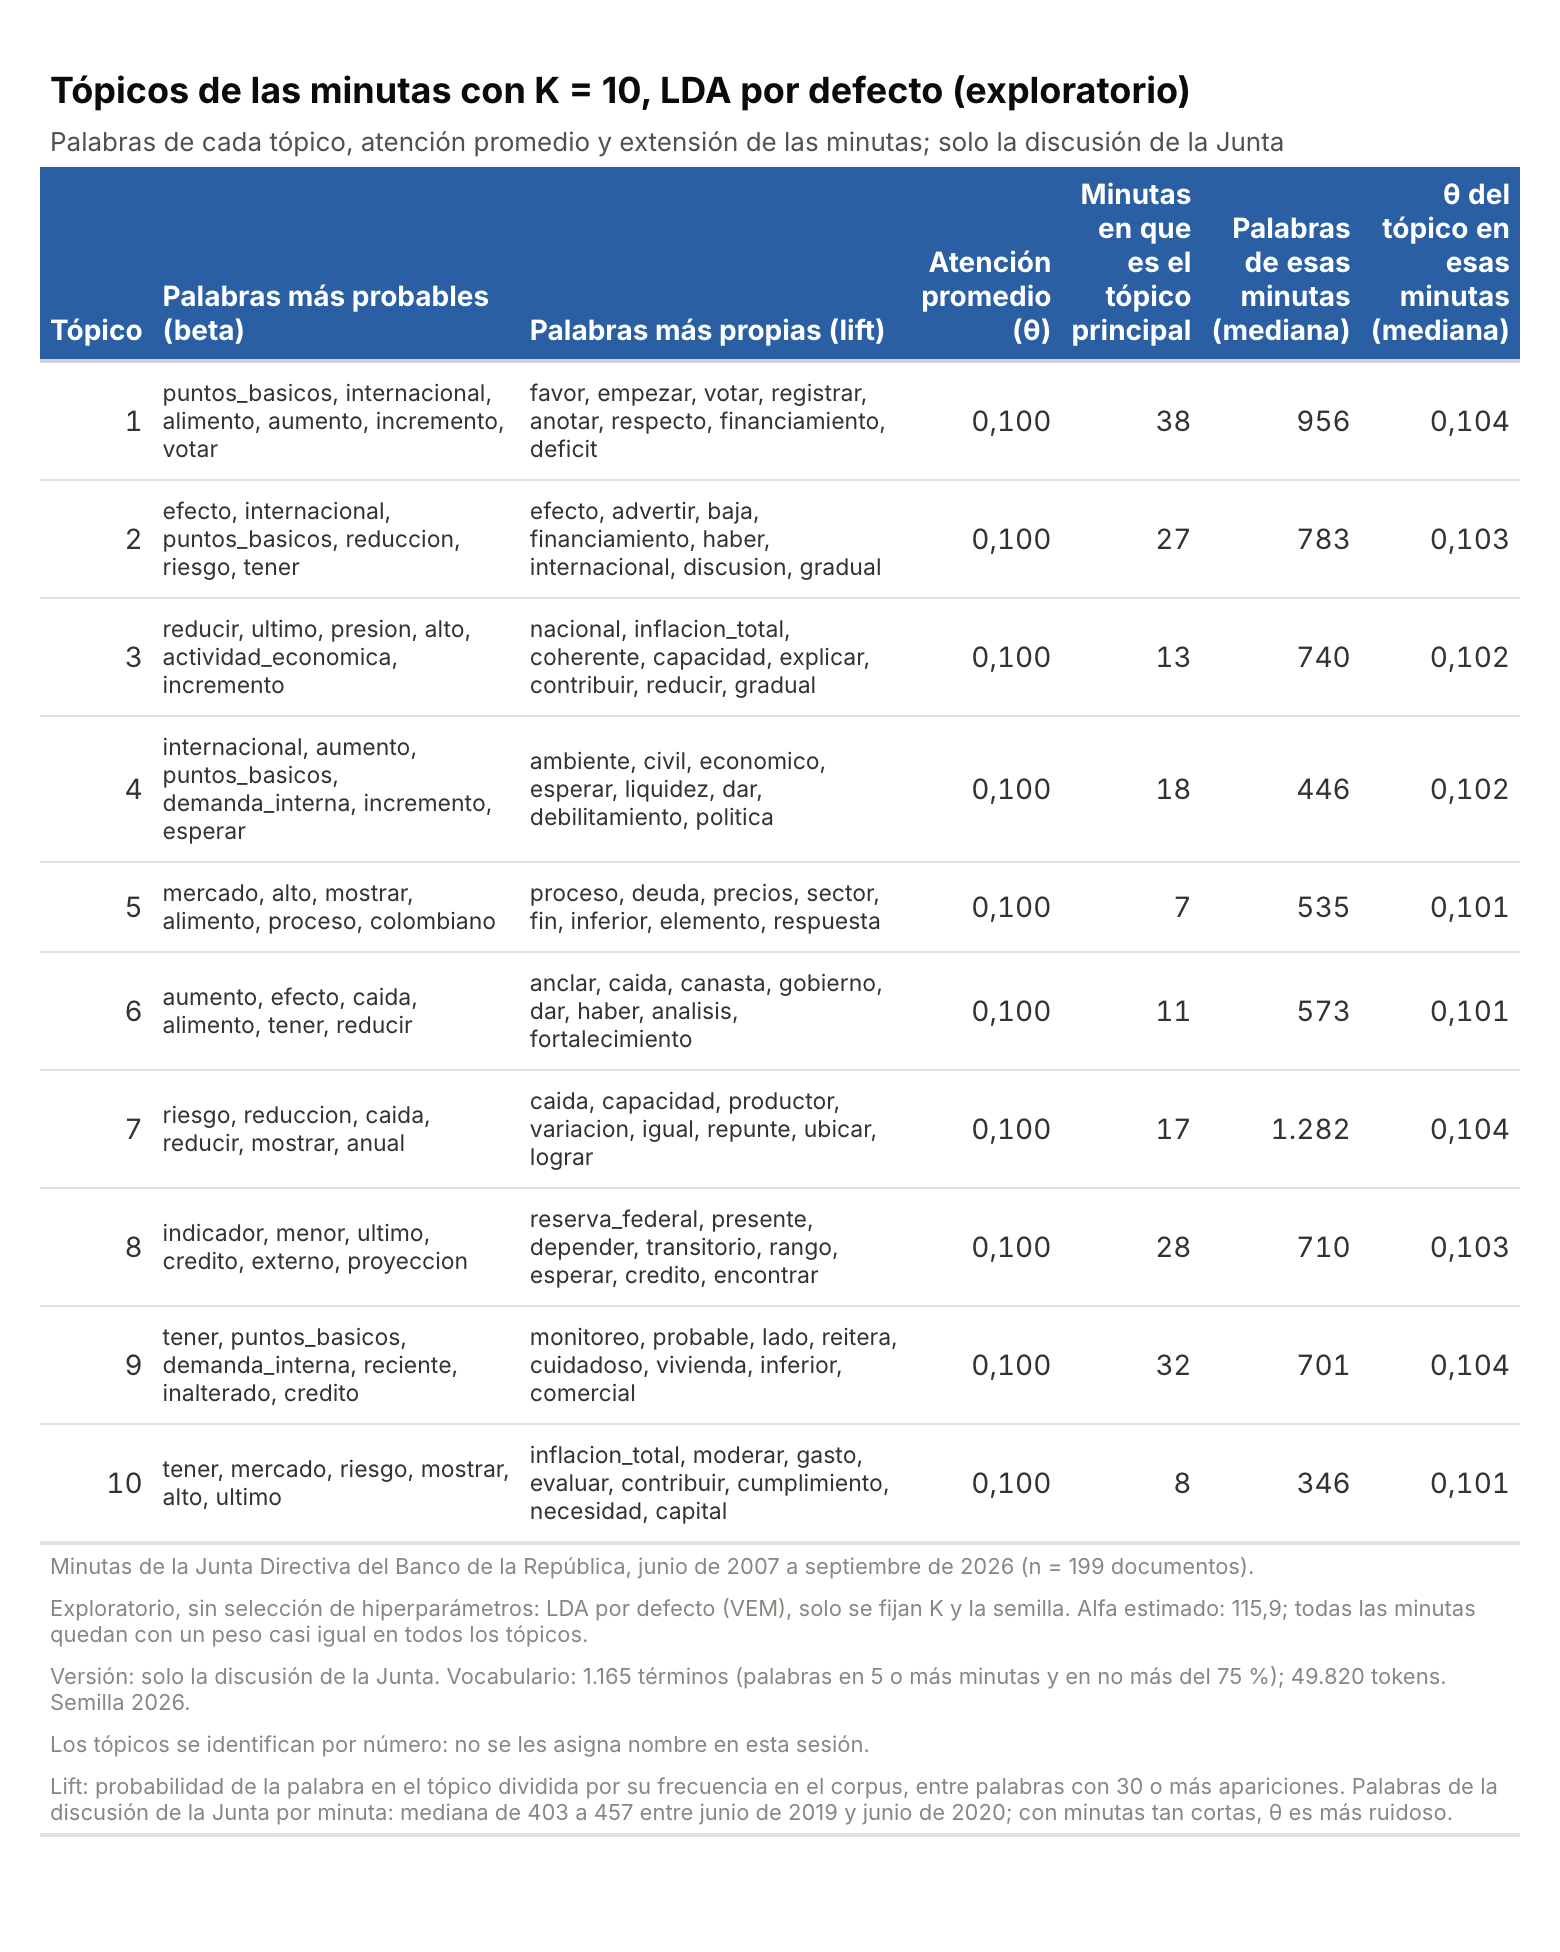 Tópicos de las minutas con K = 10, LDA por defecto (exploratorio)
Palabras de cada tópico, atención promedio y extensión de las minutas; solo la discusión de la Junta
Tópico
Palabras más probables
(beta)
Palabras más propias (lift)
Atención
promedio
(θ)
Minutas
en que
es el
tópico
principal
Palabras
de esas
minutas
(mediana)
θ del
tópico en
esas
minutas
(mediana)
1
puntos_basicos, internacional,
alimento, aumento, incremento,
votar
favor, empezar, votar, registrar,
anotar, respecto, financiamiento,
deficit
0,100
38
956
0,104
2
efecto, internacional,
puntos_basicos, reduccion,
riesgo, tener
efecto, advertir, baja,
financiamiento, haber,
internacional, discusion, gradual
0,100
27
783
0,103
3
reducir, ultimo, presion, alto,
actividad_economica,
incremento
nacional, inflacion_total,
coherente, capacidad, explicar,
contribuir, reducir, gradual
0,100
13
740
0,102
4
internacional, aumento,
puntos_basicos,
demanda_interna, incremento,
esperar
ambiente, civil, economico,
esperar, liquidez, dar,
debilitamiento, politica
0,100
18
446
0,102
5
mercado, alto, mostrar,
alimento, proceso, colombiano
proceso, deuda, precios, sector,
fin, inferior, elemento, respuesta
0,100
7
535
0,101
6
aumento, efecto, caida,
alimento, tener, reducir
anclar, caida, canasta, gobierno,
dar, haber, analisis,
fortalecimiento
0,100
11
573
0,101
7
riesgo, reduccion, caida,
reducir, mostrar, anual
caida, capacidad, productor,
variacion, igual, repunte, ubicar,
lograr
0,100
17
1.282
0,104
8
indicador, menor, ultimo,
credito, externo, proyeccion
reserva_federal, presente,
depender, transitorio, rango,
esperar, credito, encontrar
0,100
28
710
0,103
9
tener, puntos_basicos,
demanda_interna, reciente,
inalterado, credito
monitoreo, probable, lado, reitera,
cuidadoso, vivienda, inferior,
comercial
0,100
32
701
0,104
10
tener, mercado, riesgo, mostrar,
alto, ultimo
inflacion_total, moderar, gasto,
evaluar, contribuir, cumplimiento,
necesidad, capital
0,100
8
346
0,101
Minutas de la Junta Directiva del Banco de la República, junio de 2007 a septiembre de 2026 (n = 199 documentos).
Exploratorio, sin selección de hiperparámetros: LDA por defecto (VEM), solo se fijan K y la semilla. Alfa estimado: 115,9; todas las minutas
quedan con un peso casi igual en todos los tópicos.
Versión: solo la discusión de la Junta. Vocabulario: 1.165 términos (palabras en 5 o más minutas y en no más del 75 %); 49.820 tokens.
Semilla 2026.
Los tópicos se identifican por número: no se les asigna nombre en esta sesión.
Lift: probabilidad de la palabra en el tópico dividida por su frecuencia en el corpus, entre palabras con 30 o más apariciones. Palabras de la
discusión de la Junta por minuta: mediana de 403 a 457 entre junio de 2019 y junio de 2020; con minutas tan cortas, θ es más ruidoso.